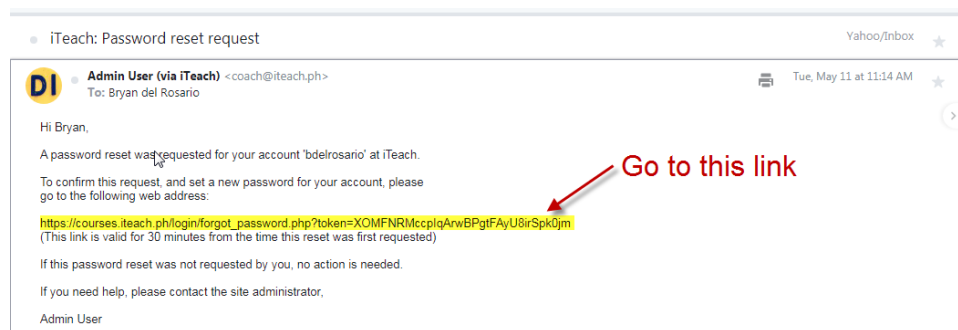 iTeach: Password reset request
Yahoo/Inbox
DI
Admin User (via iTeach) <coach@iteach.ph>
Tue, May 11 at 11:14 AM
To: Bryan del Rosario
Hi Bryan,
A password reset was requested for your account 'bdelrosario' at iTeach.
To confirm this request, and set a new password for your account, please
go to the following web address:
Go to this link
https://courses.iteach.ph/login/forgot_password.php?token=XOMFNRMccpIqArwBPgtFAyU8irSpk0jm
(This link is valid for 30 minutes from the time this reset was first requested)
If this password reset was not requested by you, no action is needed.
If you need help, please contact the site administrator,
Admin User